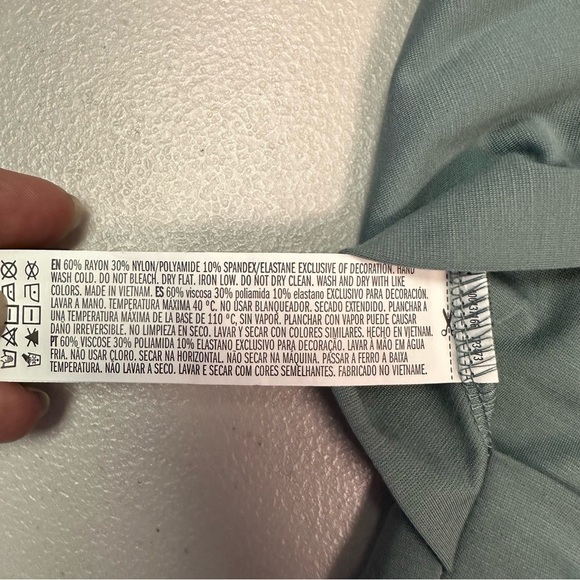 EN 60% RAYON 30% NYLON/POLYAMIDE 10% SPANDEX/ELASTANE EXCLUSIVE OF DECORATION. HAND
WASH COLD. DO NOT BLEACH. DRY FLAT. IRON LOW. DO NOT DRY CLEAN. WASH AND DRY WITH LIKE
COLORS. MADE IN VIETNAM. ES 60% viscosa 30% poliamida 10% elastano EXCLUSIVO PARA DECORACIÓN.
LAVAR A MANO. TEMPERATURA MÁXIMA 40 °C. NO USAR BLANQUEADOR. SECADO EXTENDIDO. PLANCHAR A
UNA TEMPERATURA MÁXIMA DE LA BASE DE 110 °C, SIN VAPOR. PLANCHAR CON VAPOR PUEDE CAUSAR
DAÑO IRREVERSIBLE. NO LIMPIEZA EN SECO. LAVAR Y SECAR CON COLORES SIMILARES. HECHO EN VIETNAM.
PT 60% VISCOSE 30% POLIAMIDA 10% ELASTANO EXCLUSIVO PARA DECORAÇÃO. LAVAR À MÃO EM ÁGUA
FRIA. NÃO USAR CLORO. SECAR NA HORIZONTAL. NÃO SECAR NA MÁQUINA. PASSAR A FERRO A BAIXA
TEMPERATURA. NÃO LAVAR A SECO. LAVAR E SECAR COM CORES SEMELHANTES. FABRICADO NO VIETNAME.